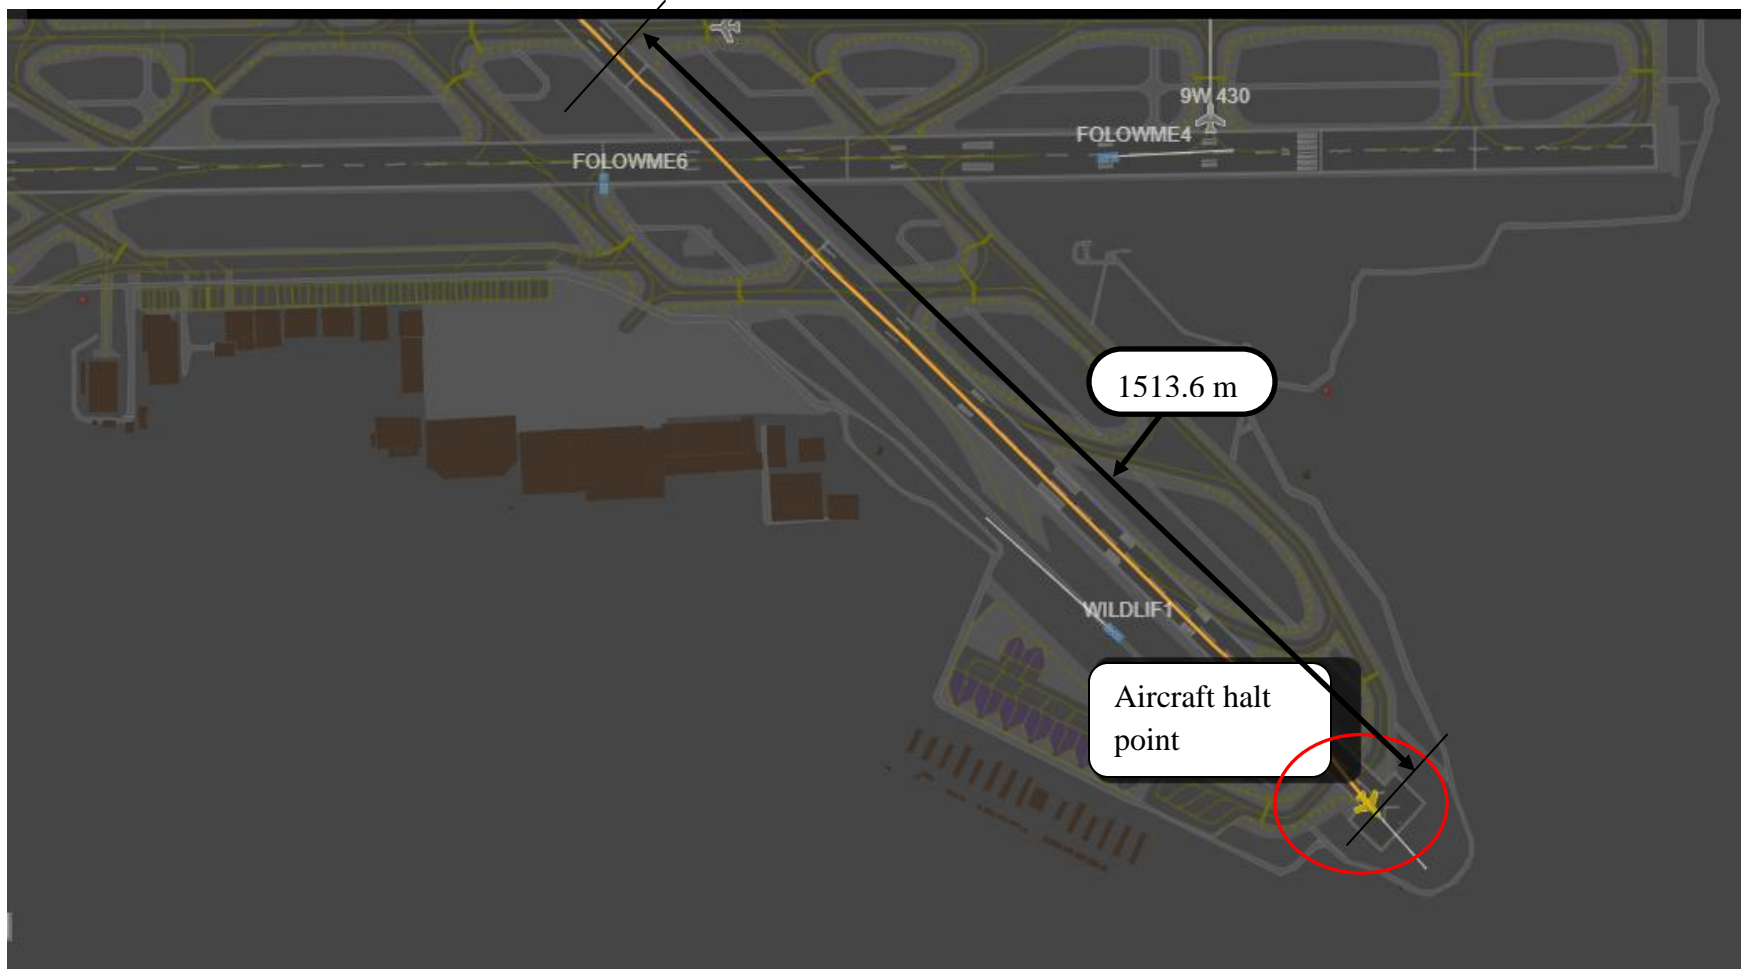 9W 430
FOLOWME4
FOLOWME6
1513.6 m
WILDLIF1
Aircraft halt
point